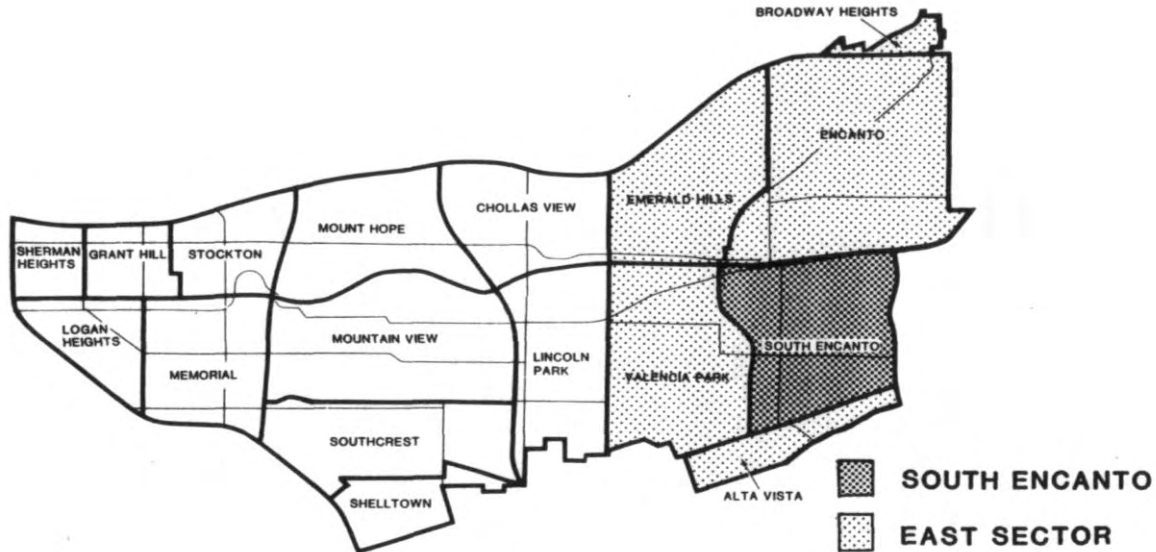 BROADWAY HEIGHTS
ENCANTO
EMERALD HILLS
CHOLLAS VIEW
MOUNT HOPE
SHERMAN
HEIGHTS
GRANT HILL
STOCKTON
LOGAN
HEIGHTS
MEMORIAL
MOUNTAIN VIEW
LINCOLN
PARK
VALENCIA PARK
SOUTH ENCANTO
SOUTHCREST
SHELLTOWN
ALTA VISTA
SOUTH ENCANTO
EAST SECTOR